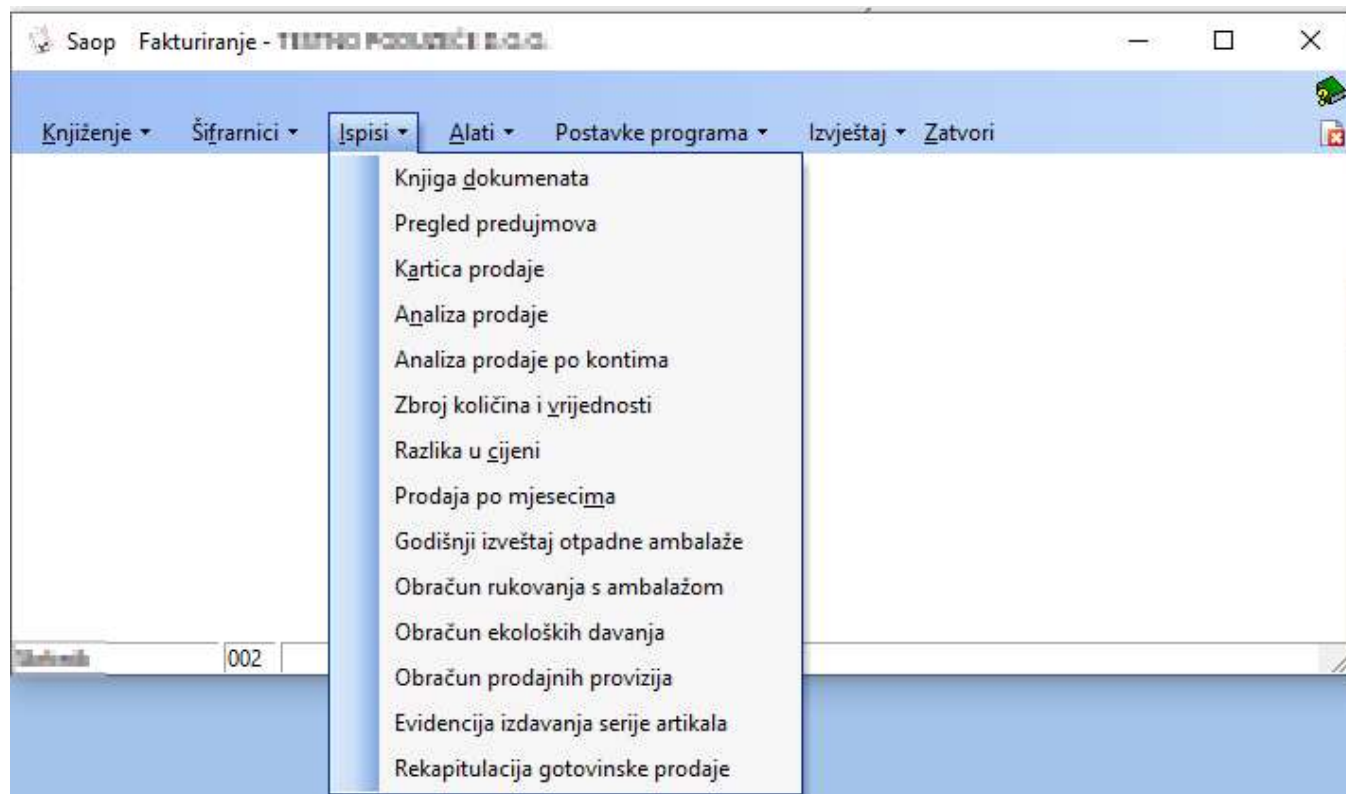 Saop Fakturiranje -
Knjiženje Šifrarnici Ispisi Alati Postavke programa Izvještaj Zatvori
Knjiga dokumenata
Pregled predujmova
Kartica prodaje
Analiza prodaje
Analiza prodaje po kontima
Zbroj količina i vrijednosti
Razlika u cijeni
Prodaja po mjesecima
Godišnji izveštaj otpadne ambalaže
Obračun rukovanja s ambalažom
Obračun ekoloških davanja
002
Obračun prodajnih provizija
Evidencija izdavanja serije artikala
Rekapitulacija gotovinske prodaje